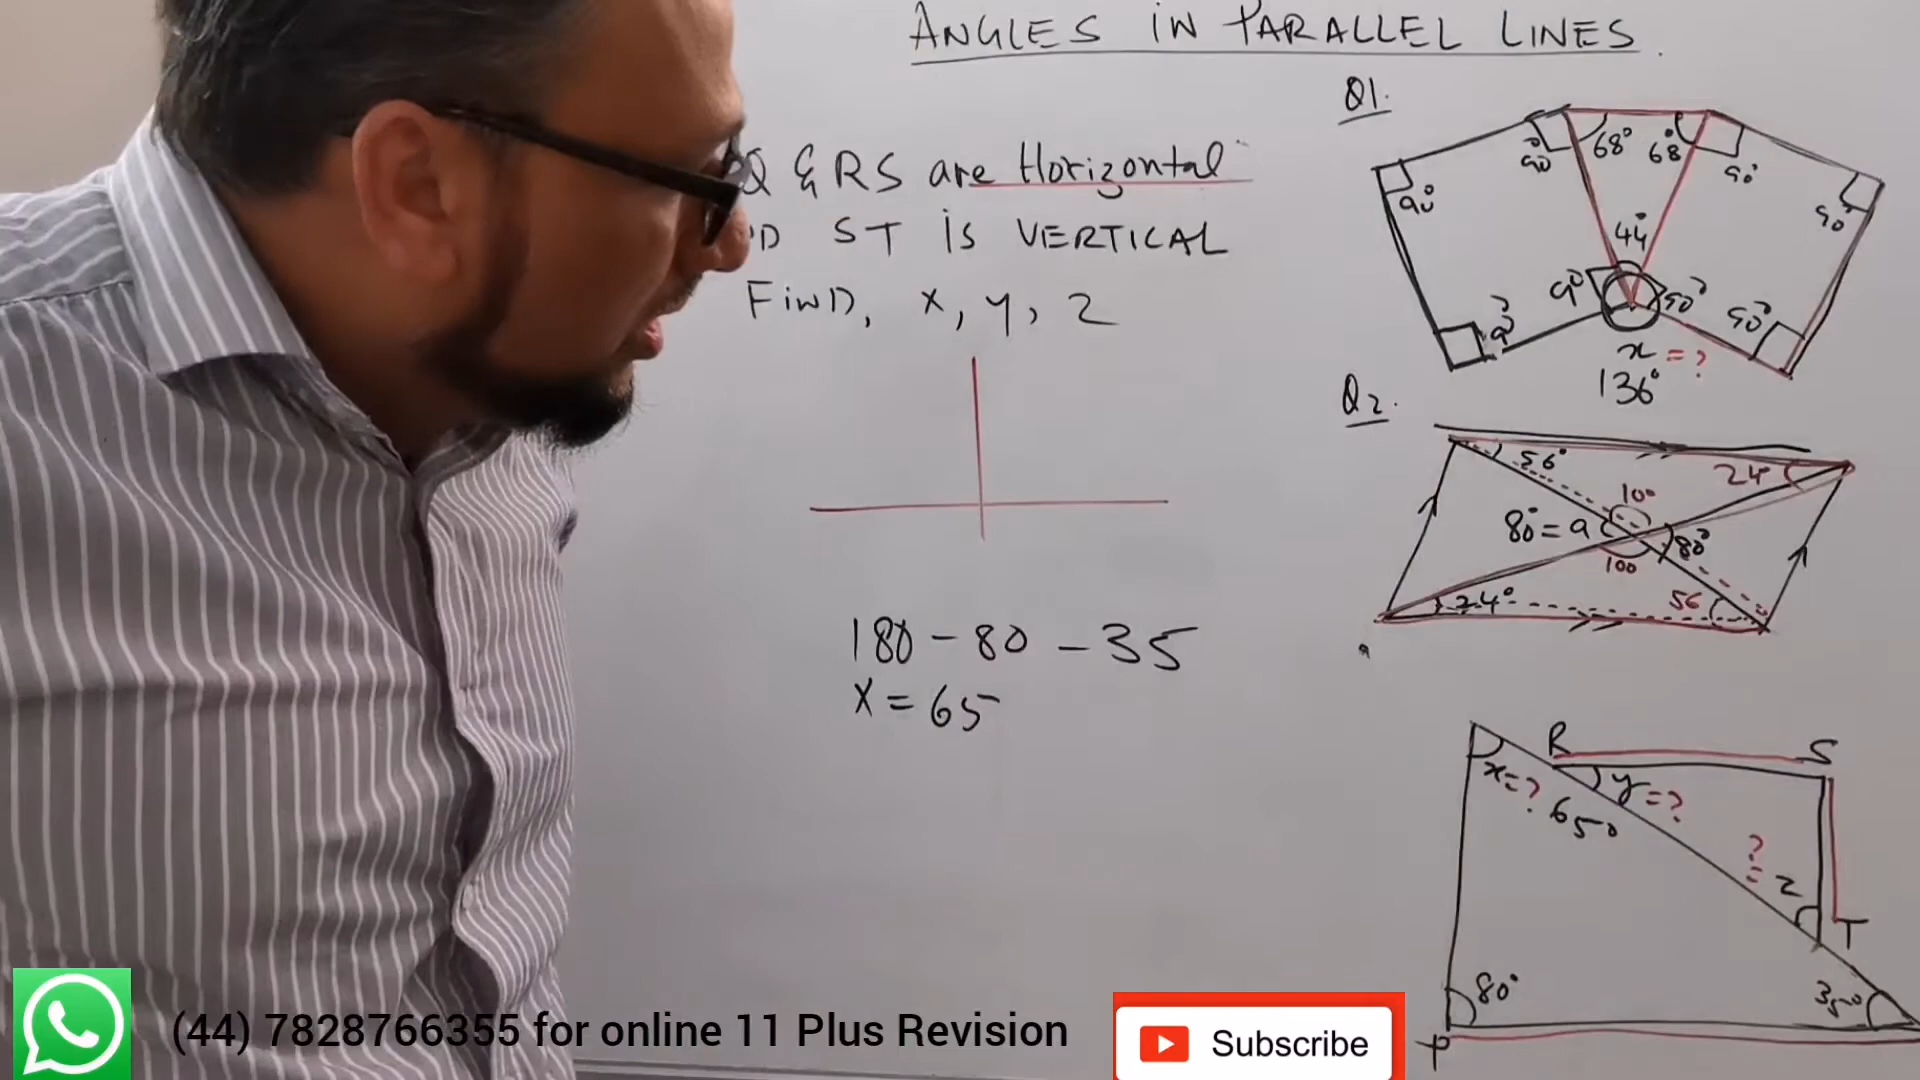 ANGLES IN PARALLEL LINES.
Q1.
Q & RS are Horizontal
ST IS VERTICAL
FIND, x, y, z
68° 68°
90° 90°
90° 90°
44°
90° 90° 90°
90°
x = ?
136°
Q2.
56° 24°
100
80° = a 80°
100
24° 56
180 - 80 - 35
x = 65
R S
x = ? 65°
y = ?
? = z
T
80° 35°
P
(44) 7828766355 for online 11 Plus Revision
Subscribe